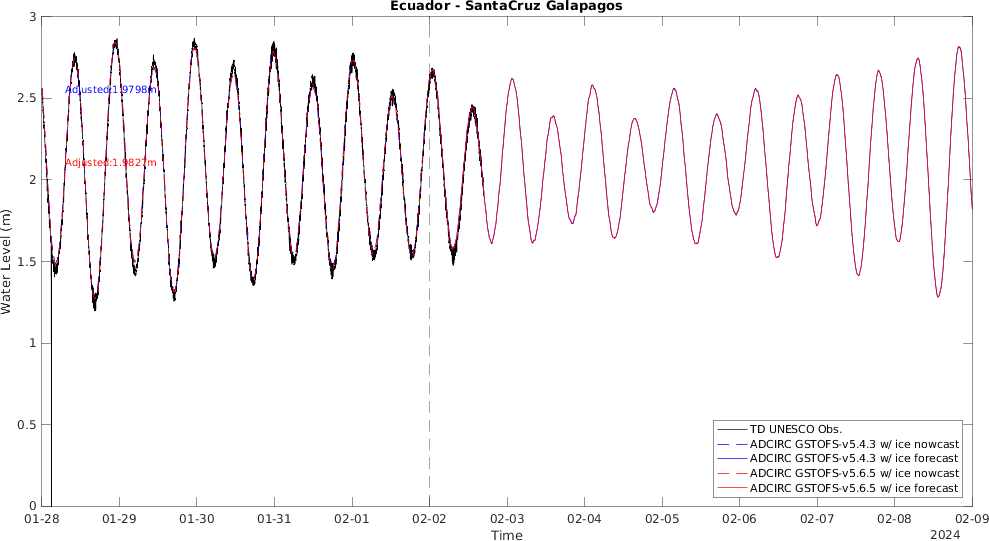 Ecuador - SantaCruz Galapagos
3
2.5
2
1.5
1
0.5
0
Water Level (m)
Adjusted:1.9798m
Adjusted:1.9827m
TD UNESCO Obs.
ADCIRC GSTOFS-v5.4.3 w/ ice nowcast
ADCIRC GSTOFS-v5.4.3 w/ ice forecast
ADCIRC GSTOFS-v5.6.5 w/ ice nowcast
ADCIRC GSTOFS-v5.6.5 w/ ice forecast
01-28 01-29 01-30 01-31 02-01 02-02 02-03 02-04 02-05 02-06 02-07 02-08 02-09
Time
2024